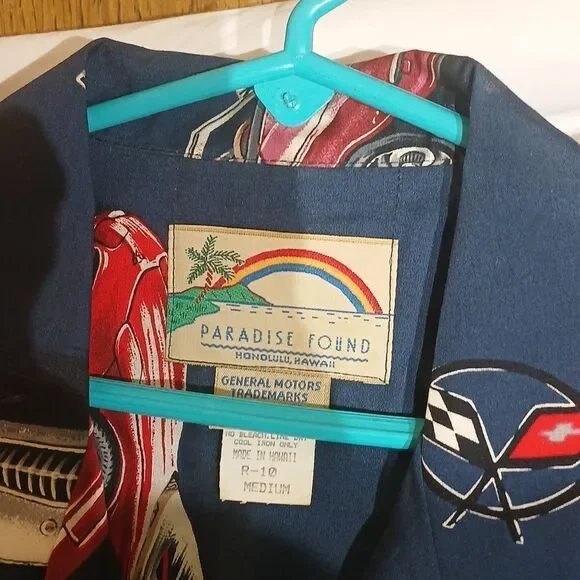 PARADISE FOUND
HONOLULU, HAWAII
GENERAL MOTORS
TRADEMARKS
NO BLEACH, LINE DRY
COOL IRON ONLY
MADE IN HAWAII
R-10
MEDIUM